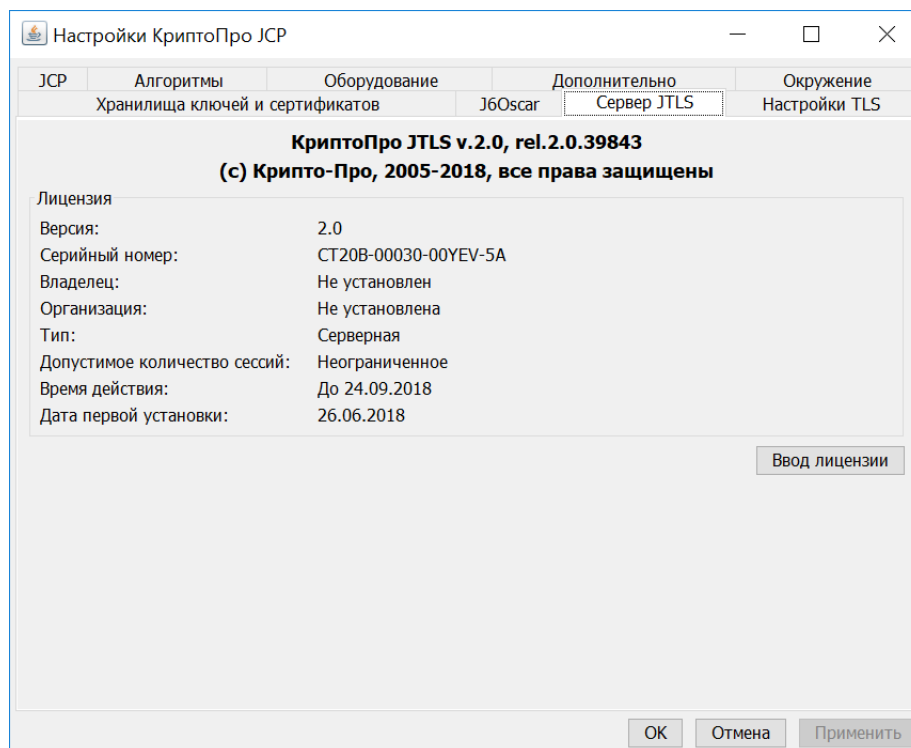 Настройки КриптоПро JCP
JCP Алгоритмы Оборудование Дополнительно Окружение
Хранилища ключей и сертификатов J6Oscar Сервер JTLS Настройки TLS
КриптоПро JTLS v.2.0, rel.2.0.39843
(c) Крипто-Про, 2005-2018, все права защищены
Лицензия
Версия: 2.0
Серийный номер: CT20B-00030-00YEV-5A
Владелец: Не установлен
Организация: Не установлена
Тип: Серверная
Допустимое количество сессий: Неограниченное
Время действия: До 24.09.2018
Дата первой установки: 26.06.2018
Ввод лицензии
OK Отмена Применить